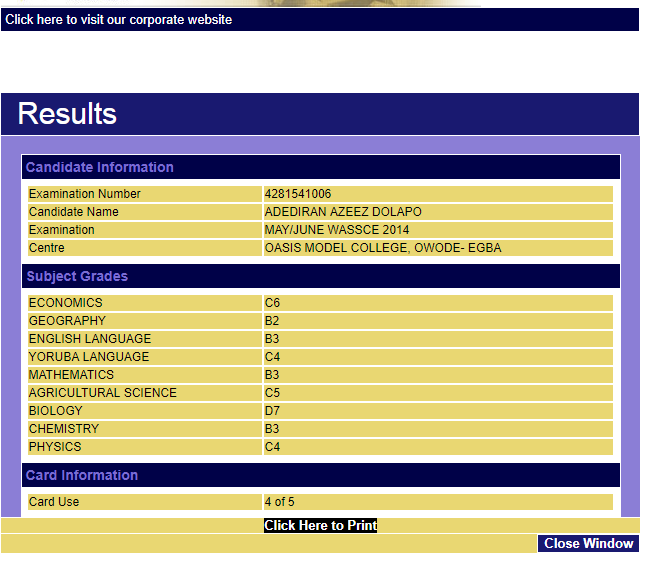 Click here to visit our corporate website
Results
Candidate Information
Examination Number 4281541006
Candidate Name ADEDIRAN AZEEZ DOLAPO
Examination MAY/JUNE WASSCE 2014
Centre OASIS MODEL COLLEGE, OWODE- EGBA
Subject Grades
ECONOMICS C6
GEOGRAPHY B2
ENGLISH LANGUAGE B3
YORUBA LANGUAGE C4
MATHEMATICS B3
AGRICULTURAL SCIENCE C5
BIOLOGY D7
CHEMISTRY B3
PHYSICS C4
Card Information
Card Use 4 of 5
Click Here to Print
Close Window